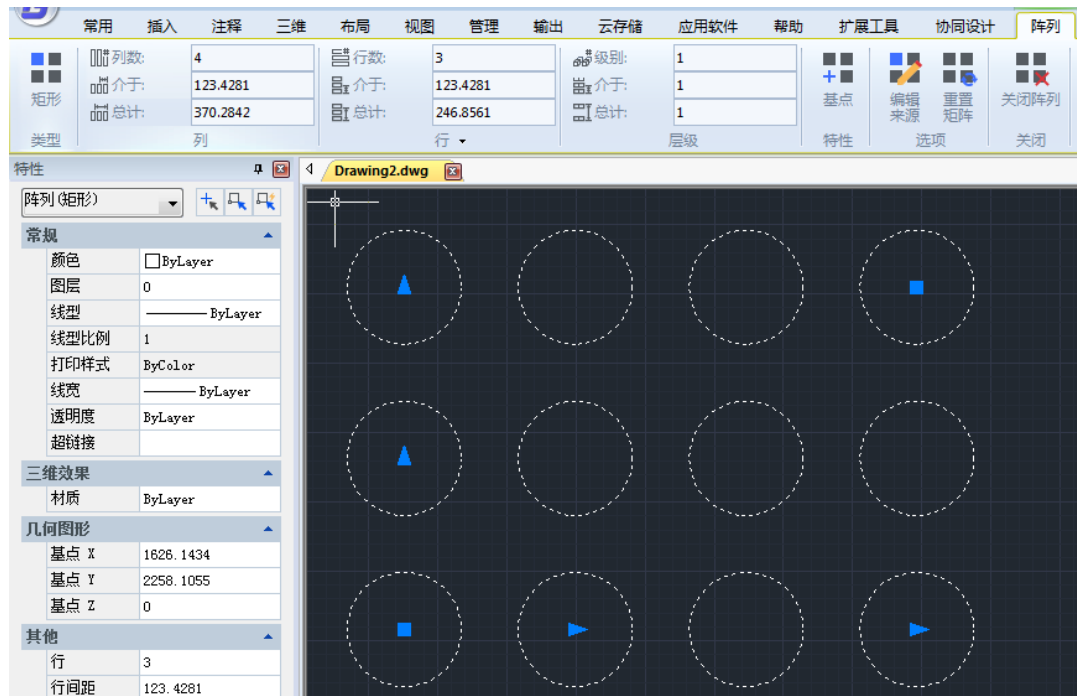 常用 插入 注释 三维 布局 视图 管理 输出 云存储 应用软件 帮助 扩展工具 协同设计 阵列
列数: 4 行数: 3 级别: 1
介于: 123.4281 介于: 123.4281 介于: 1
总计: 370.2842 总计: 246.8561 总计: 1
矩形 基点 编辑来源 重置矩阵 关闭阵列
类型 列 行 层级 特性 选项 关闭
特性 Drawing2.dwg
阵列(矩形)
常规
颜色 ByLayer
图层 0
线型 ByLayer
线型比例 1
打印样式 ByColor
线宽 ByLayer
透明度 ByLayer
超链接
三维效果
材质 ByLayer
几何图形
基点 X 1626.1434
基点 Y 2258.1055
基点 Z 0
其他
行 3
行间距 123.4281